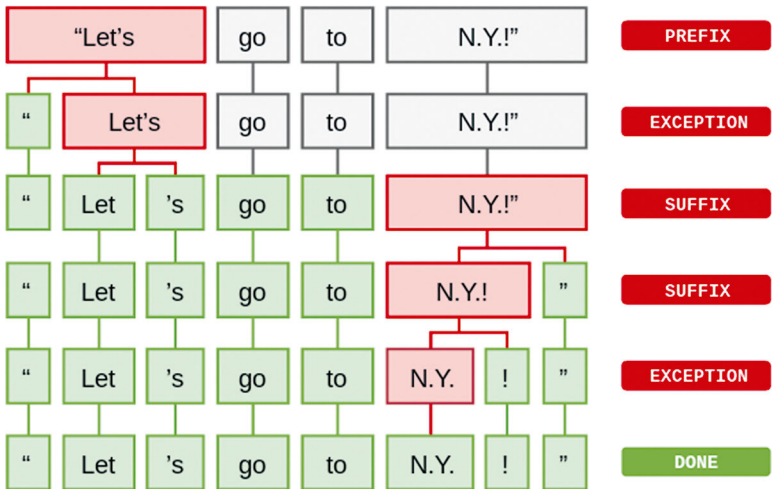 “Let’s go to N.Y.!” PREFIX
“ Let’s go to N.Y.!” EXCEPTION
“ Let ’s go to N.Y.!” SUFFIX
“ Let ’s go to N.Y.! ” SUFFIX
“ Let ’s go to N.Y. ! ” EXCEPTION
“ Let ’s go to N.Y. ! ” DONE